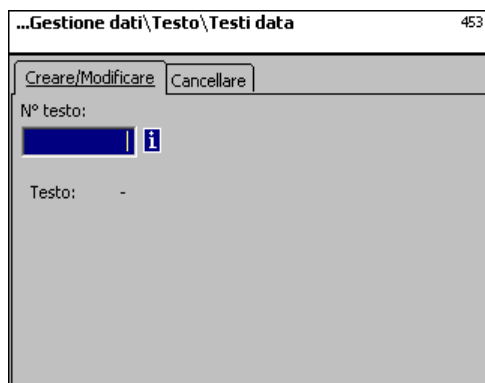 ...Gestione dati\Testo\Testi data 453
Creare/Modificare Cancellare
N° testo:
i
Testo: -